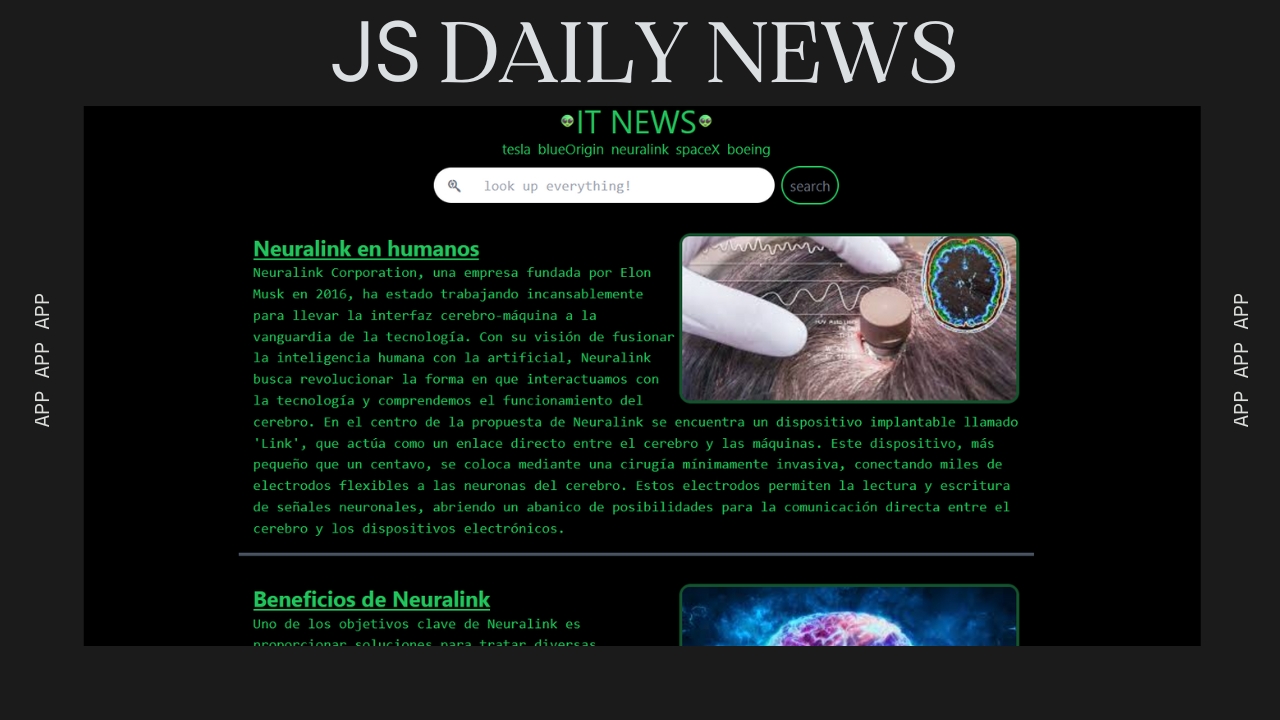 JS DAILY NEWS
👽IT NEWS👽
tesla blueOrigin neuralink spaceX boeing
look up everything!
search
Neuralink en humanos
Neuralink Corporation, una empresa fundada por Elon
Musk en 2016, ha estado trabajando incansablemente
para llevar la interfaz cerebro-máquina a la
vanguardia de la tecnología. Con su visión de fusionar
la inteligencia humana con la artificial, Neuralink
busca revolucionar la forma en que interactuamos con
la tecnología y comprendemos el funcionamiento del
cerebro. En el centro de la propuesta de Neuralink se encuentra un dispositivo implantable llamado
'Link', que actúa como un enlace directo entre el cerebro y las máquinas. Este dispositivo, más
pequeño que un centavo, se coloca mediante una cirugía mínimamente invasiva, conectando miles de
electrodos flexibles a las neuronas del cerebro. Estos electrodos permiten la lectura y escritura
de señales neuronales, abriendo un abanico de posibilidades para la comunicación directa entre el
cerebro y los dispositivos electrónicos.
Beneficios de Neuralink
Uno de los objetivos clave de Neuralink es
proporcionar soluciones para tratar diversas
APP APP APP
APP APP APP